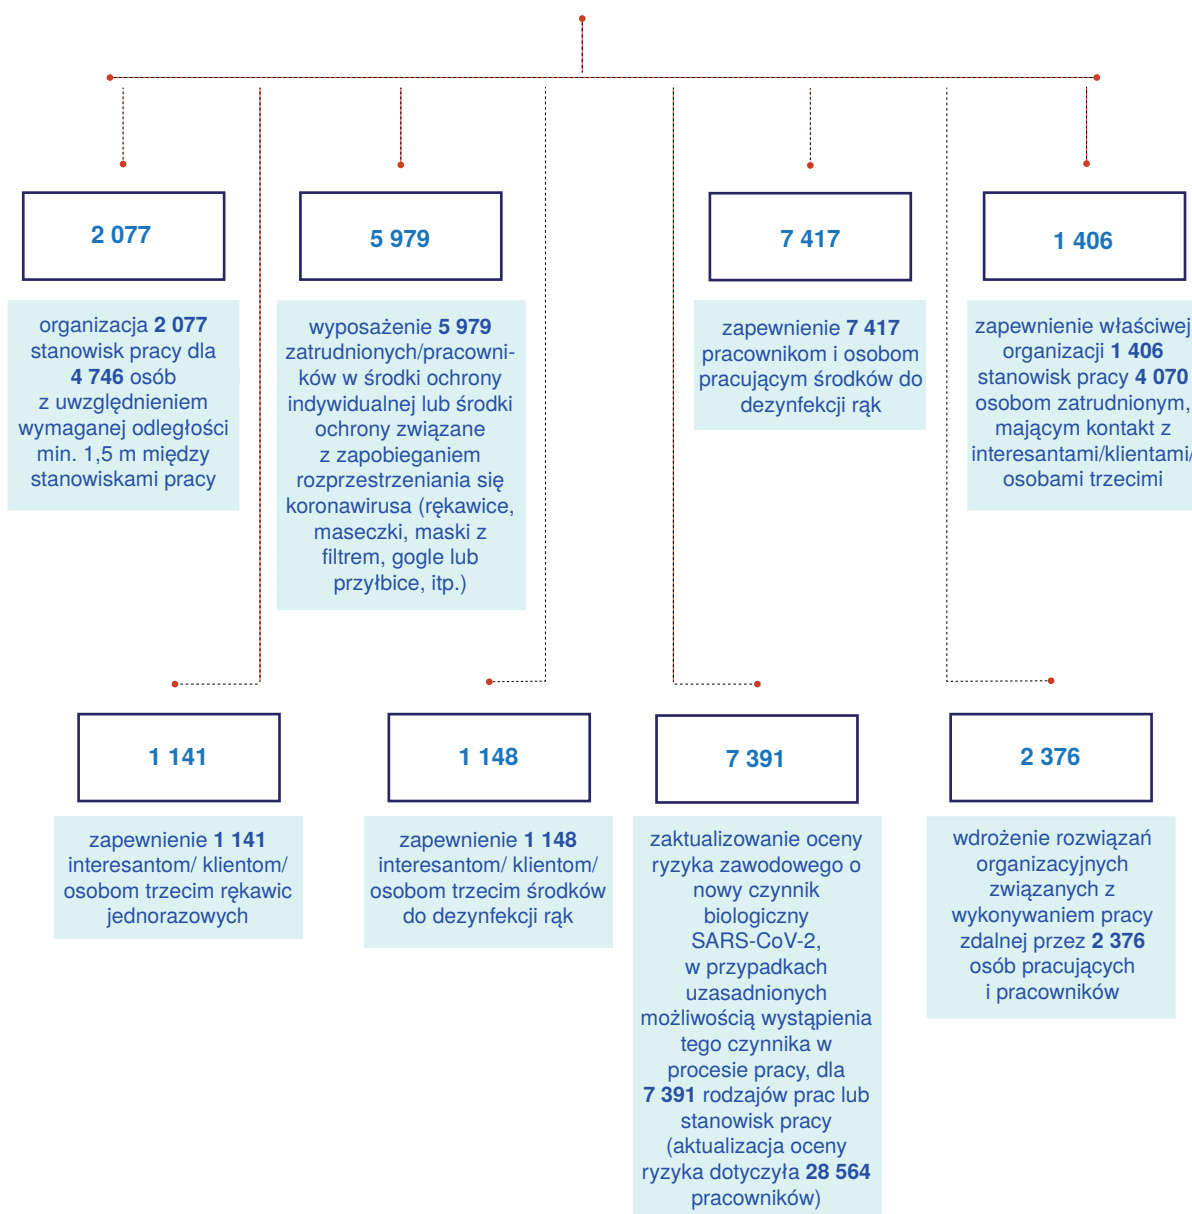 2 077
organizacja 2 077
stanowisk pracy dla
4 746 osób
z uwzględnieniem
wymaganej odległości
min. 1,5 m między
stanowiskami pracy
5 979
wyposażenie 5 979
zatrudnionych/pracowni-
ków w środki ochrony
indywidualnej lub środki
ochrony związane
z zapobieganiem
rozprzestrzeniania się
koronawirusa (rękawice,
maseczki, maski z
filtrem, gogle lub
przyłbice, itp.)
7 417
zapewnienie 7 417
pracownikom i osobom
pracującym środków do
dezynfekcji rąk
1 406
zapewnienie właściwej
organizacji 1 406
stanowisk pracy 4 070
osobom zatrudnionym,
mającym kontakt z
interesantami/klientami/
osobami trzecimi
1 141
zapewnienie 1 141
interesantom/ klientom/
osobom trzecim rękawic
jednorazowych
1 148
zapewnienie 1 148
interesantom/ klientom/
osobom trzecim środków
do dezynfekcji rąk
7 391
zaktualizowanie oceny
ryzyka zawodowego o
nowy czynnik
biologiczny
SARS-CoV-2,
w przypadkach
uzasadnionych
możliwością wystąpienia
tego czynnika w
procesie pracy, dla
7 391 rodzajów prac lub
stanowisk pracy
(aktualizacja oceny
ryzyka dotyczyła 28 564
pracowników)
2 376
wdrożenie rozwiązań
organizacyjnych
związanych z
wykonywaniem pracy
zdalnej przez 2 376
osób pracujących
i pracowników